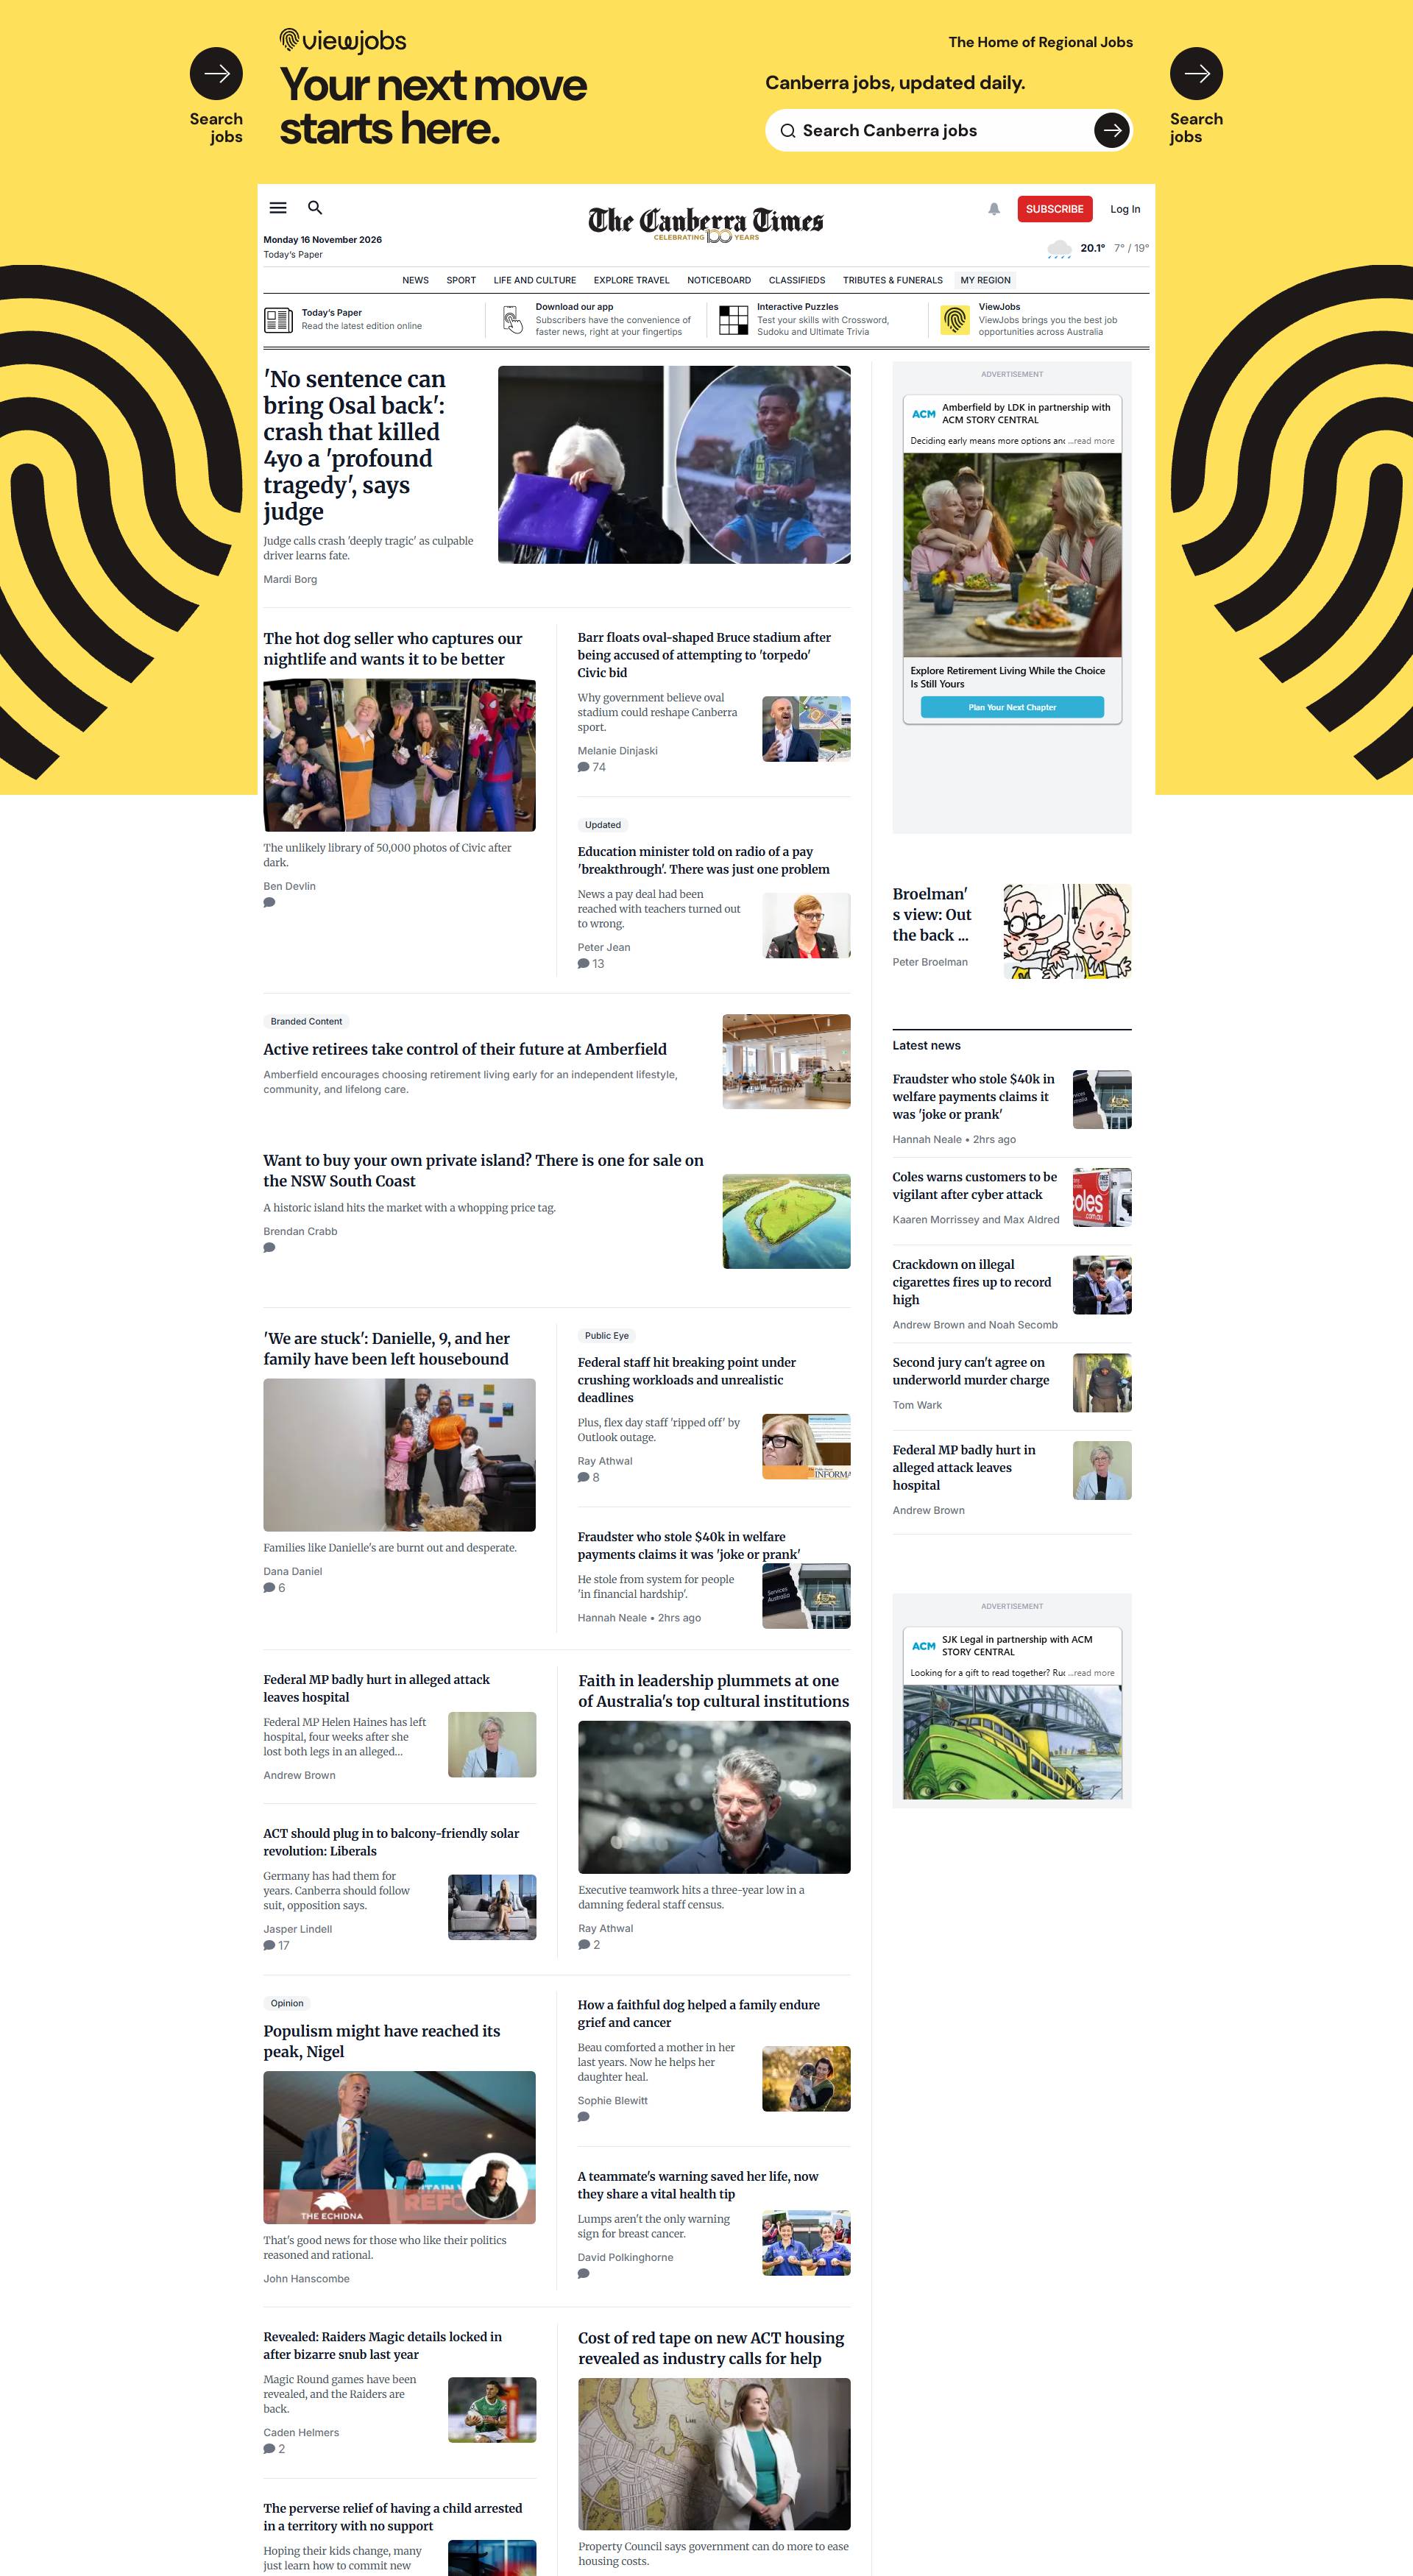 viewjobs
Your next move
starts here.
The Home of Regional Jobs
Canberra jobs, updated daily.
Search Canberra jobs
Search
jobs
Search
jobs
The Canberra Times
CELEBRATING 100 YEARS
SUBSCRIBE
Log In
Monday 16 November 2026
Today's Paper
20.1° 7° / 19°
NEWS SPORT LIFE AND CULTURE EXPLORE TRAVEL NOTICEBOARD CLASSIFIEDS TRIBUTES & FUNERALS MY REGION
Today's Paper
Read the latest edition online
Download our app
Subscribers have the convenience of
faster news, right at your fingertips
Interactive Puzzles
Test your skills with Crossword,
Sudoku and Ultimate Trivia
ViewJobs
ViewJobs brings you the best job
opportunities across Australia
'No sentence can
bring Osal back':
crash that killed
4yo a 'profound
tragedy', says
judge
Judge calls crash 'deeply tragic' as culpable
driver learns fate.
Mardi Borg
The hot dog seller who captures our
nightlife and wants it to be better
The unlikely library of 50,000 photos of Civic after
dark.
Ben Devlin
Barr floats oval-shaped Bruce stadium after
being accused of attempting to 'torpedo'
Civic bid
Why government believe oval
stadium could reshape Canberra
sport.
Melanie Dinjaski
74
Updated
Education minister told on radio of a pay
'breakthrough'. There was just one problem
News a pay deal had been
reached with teachers turned out
to wrong.
Peter Jean
13
Branded Content
Active retirees take control of their future at Amberfield
Amberfield encourages choosing retirement living early for an independent lifestyle,
community, and lifelong care.
Want to buy your own private island? There is one for sale on
the NSW South Coast
A historic island hits the market with a whopping price tag.
Brendan Crabb
'We are stuck': Danielle, 9, and her
family have been left housebound
Families like Danielle's are burnt out and desperate.
Dana Daniel
6
Public Eye
Federal staff hit breaking point under
crushing workloads and unrealistic
deadlines
Plus, flex day staff 'ripped off' by
Outlook outage.
Ray Athwal
8
INFORMA
Fraudster who stole $40k in welfare
payments claims it was 'joke or prank'
He stole from system for people
'in financial hardship'.
Hannah Neale • 2hrs ago
Services
Australia
Federal MP badly hurt in alleged attack
leaves hospital
Federal MP Helen Haines has left
hospital, four weeks after she
lost both legs in an alleged...
Andrew Brown
ACT should plug in to balcony-friendly solar
revolution: Liberals
Germany has had them for
years. Canberra should follow
suit, opposition says.
Jasper Lindell
17
Faith in leadership plummets at one
of Australia's top cultural institutions
Executive teamwork hits a three-year low in a
damning federal staff census.
Ray Athwal
2
Opinion
Populism might have reached its
peak, Nigel
THE ECHIDNA
That's good news for those who like their politics
reasoned and rational.
John Hanscombe
How a faithful dog helped a family endure
grief and cancer
Beau comforted a mother in her
last years. Now he helps her
daughter heal.
Sophie Blewitt
A teammate's warning saved her life, now
they share a vital health tip
Lumps aren't the only warning
sign for breast cancer.
David Polkinghorne
Revealed: Raiders Magic details locked in
after bizarre snub last year
Magic Round games have been
revealed, and the Raiders are
back.
Caden Helmers
2
The perverse relief of having a child arrested
in a territory with no support
Hoping their kids change, many
just learn how to commit new
Cost of red tape on new ACT housing
revealed as industry calls for help
Property Council says government can do more to ease
housing costs.
ADVERTISEMENT
ACM
Amberfield by LDK in partnership with
ACM STORY CENTRAL
Deciding early means more options and ...read more
Explore Retirement Living While the Choice
Is Still Yours
Plan Your Next Chapter
Broelman'
s view: Out
the back ...
Peter Broelman
Latest news
Fraudster who stole $40k in
welfare payments claims it
was 'joke or prank'
Hannah Neale • 2hrs ago
Coles warns customers to be
vigilant after cyber attack
Kaaren Morrissey and Max Aldred
coles
Crackdown on illegal
cigarettes fires up to record
high
Andrew Brown and Noah Secomb
Second jury can't agree on
underworld murder charge
Tom Wark
Federal MP badly hurt in
alleged attack leaves
hospital
Andrew Brown
ADVERTISEMENT
ACM
SJK Legal in partnership with ACM
STORY CENTRAL
Looking for a gift to read together? Ru ...read more